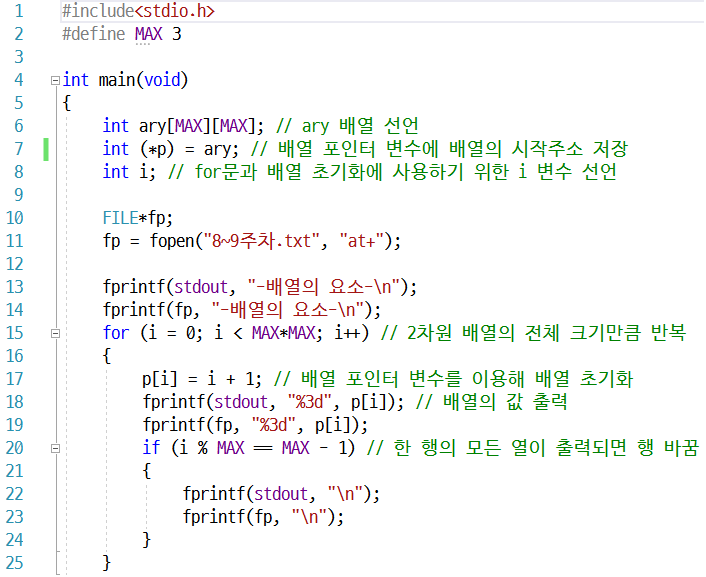 1 #include<stdio.h>
2 #define MAX 3
3
4 int main(void)
5 {
6 int ary[MAX][MAX]; // ary 배열 선언
7 int (*p) = ary; // 배열 포인터 변수에 배열의 시작주소 저장
8 int i; // for문과 배열 초기화에 사용하기 위한 i 변수 선언
9
10 FILE*fp;
11 fp = fopen("8~9주차.txt", "at+");
12
13 fprintf(stdout, "-배열의 요소-\n");
14 fprintf(fp, "-배열의 요소-\n");
15 for (i = 0; i < MAX*MAX; i++) // 2차원 배열의 전체 크기만큼 반복
16 {
17 p[i] = i + 1; // 배열 포인터 변수를 이용해 배열 초기화
18 fprintf(stdout, "%3d", p[i]); // 배열의 값 출력
19 fprintf(fp, "%3d", p[i]);
20 if (i % MAX == MAX - 1) // 한 행의 모든 열이 출력되면 행 바꿈
21 {
22 fprintf(stdout, "\n");
23 fprintf(fp, "\n");
24 }
25 }